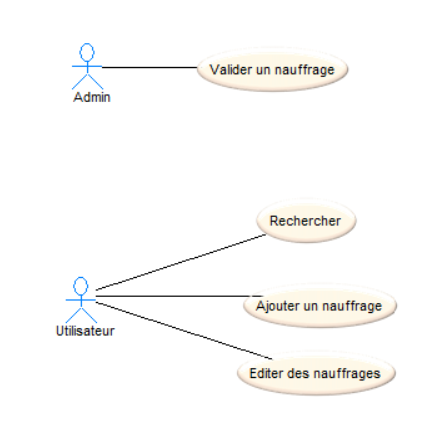 Valider un nauffrage
Admin
Rechercher
Ajouter un nauffrage
Utilisateur
Editer des nauffrages